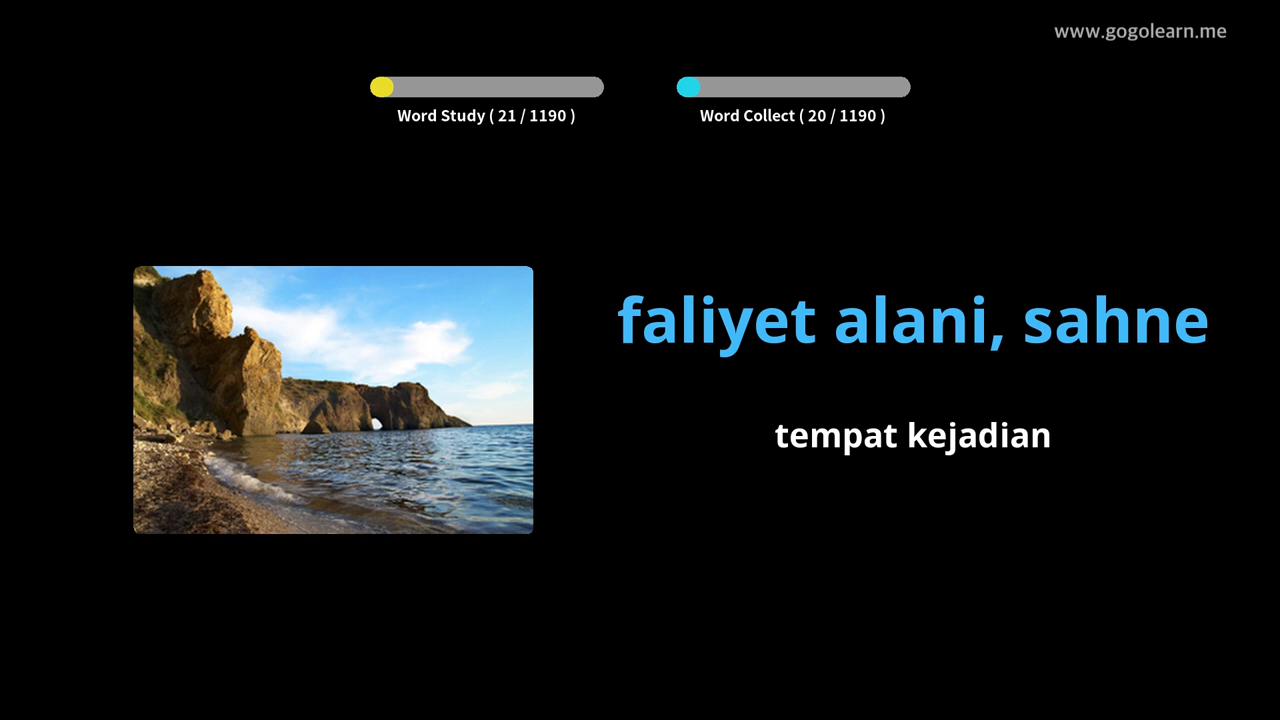 www.gogolearn.me
Word Study ( 21 / 1190 )
Word Collect ( 20 / 1190 )
faliyet alani, sahne
tempat kejadian